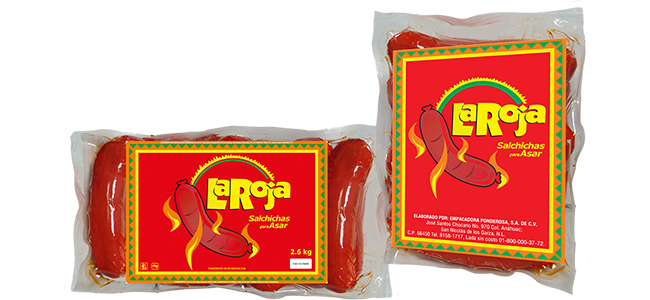 LaRoja
Salchichas
para Asar
2.6 kg
LaRoja
Salchichas
para Asar
ELABORADO POR: EMPACADORA PONDEROSA, S.A. DE C.V.
José Santos Chocano No. 970 Col. Anáhuac;
San Nicolás de los Garza, N.L.
C.P. 66450 Tel. 8158-1717, Lada sin costo 01-800-000-37-72